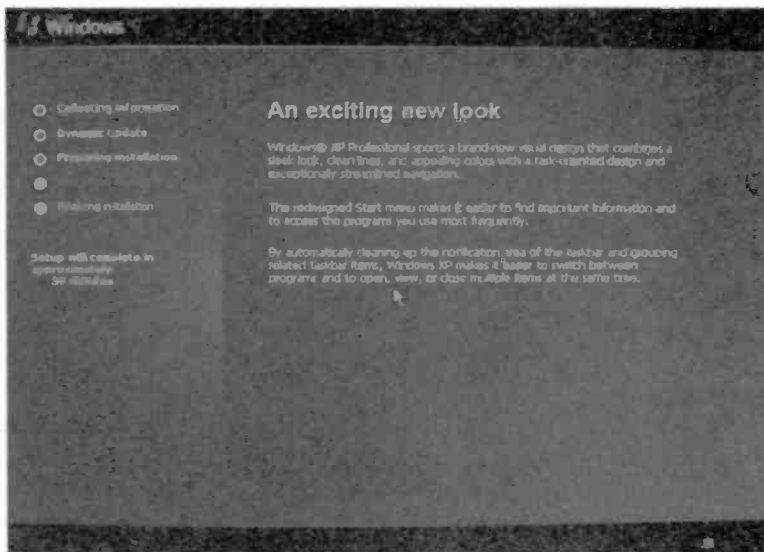 Windows
Collecting information
Dynamic Update
Preparing installation
Finalizing installation
Setup will complete in
approximately:
39 minutes
An exciting new look
Windows® XP Professional sports a brand-new visual design that combines a
sleek look, clean lines, and appealing colors with a task-oriented design and
exceptionally streamlined navigation.
The redesigned Start menu makes it easier to find important information and
to access the programs you use most frequently.
By automatically cleaning up the notification area of the taskbar and grouping
related taskbar items, Windows XP makes it easier to switch between
programs and to open, view, or close multiple items at the same time.